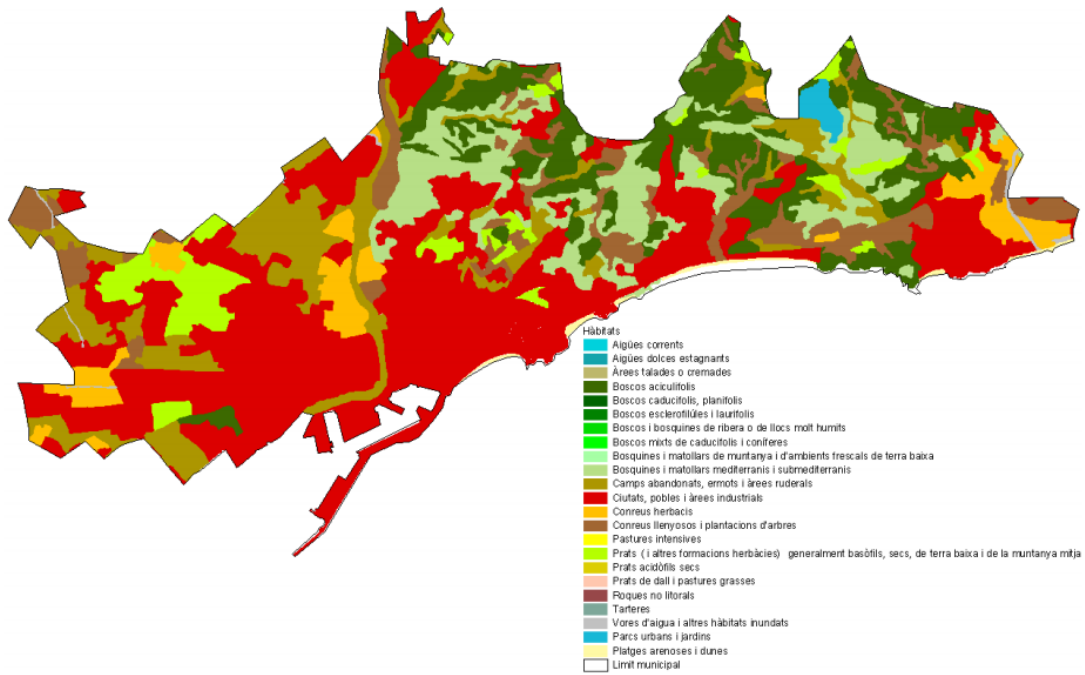 Hàbitats
Aigües corrents
Aigües dolces estagnants
Àrees talades o cremades
Boscos aciculifolis
Boscos caducifolis, planifolis
Boscos esclerofil·lúles i laurifolis
Boscos i bosquines de ribera o de llocs molt humits
Boscos mixts de caducifolis i coníferes
Bosquines i matollars de muntanya i d'ambients frescals de terra baixa
Bosquines i matollars mediterranis i submediterranis
Camps abandonats, ermots i àrees ruderals
Ciutats, pobles i àrees industrials
Conreus herbacis
Conreus llenyosos i plantacions d'arbres
Pastures intensives
Prats ( i altres formacions herbàcies) generalment basòfils, secs, de terra baixa i de la muntanya mitja
Prats acidòfils secs
Prats de dall i pastures grasses
Roques no litorals
Tarteres
Vores d'aigua i altres hàbitats inundats
Parcs urbans i jardins
Platges arenoses i dunes
Limit municipal